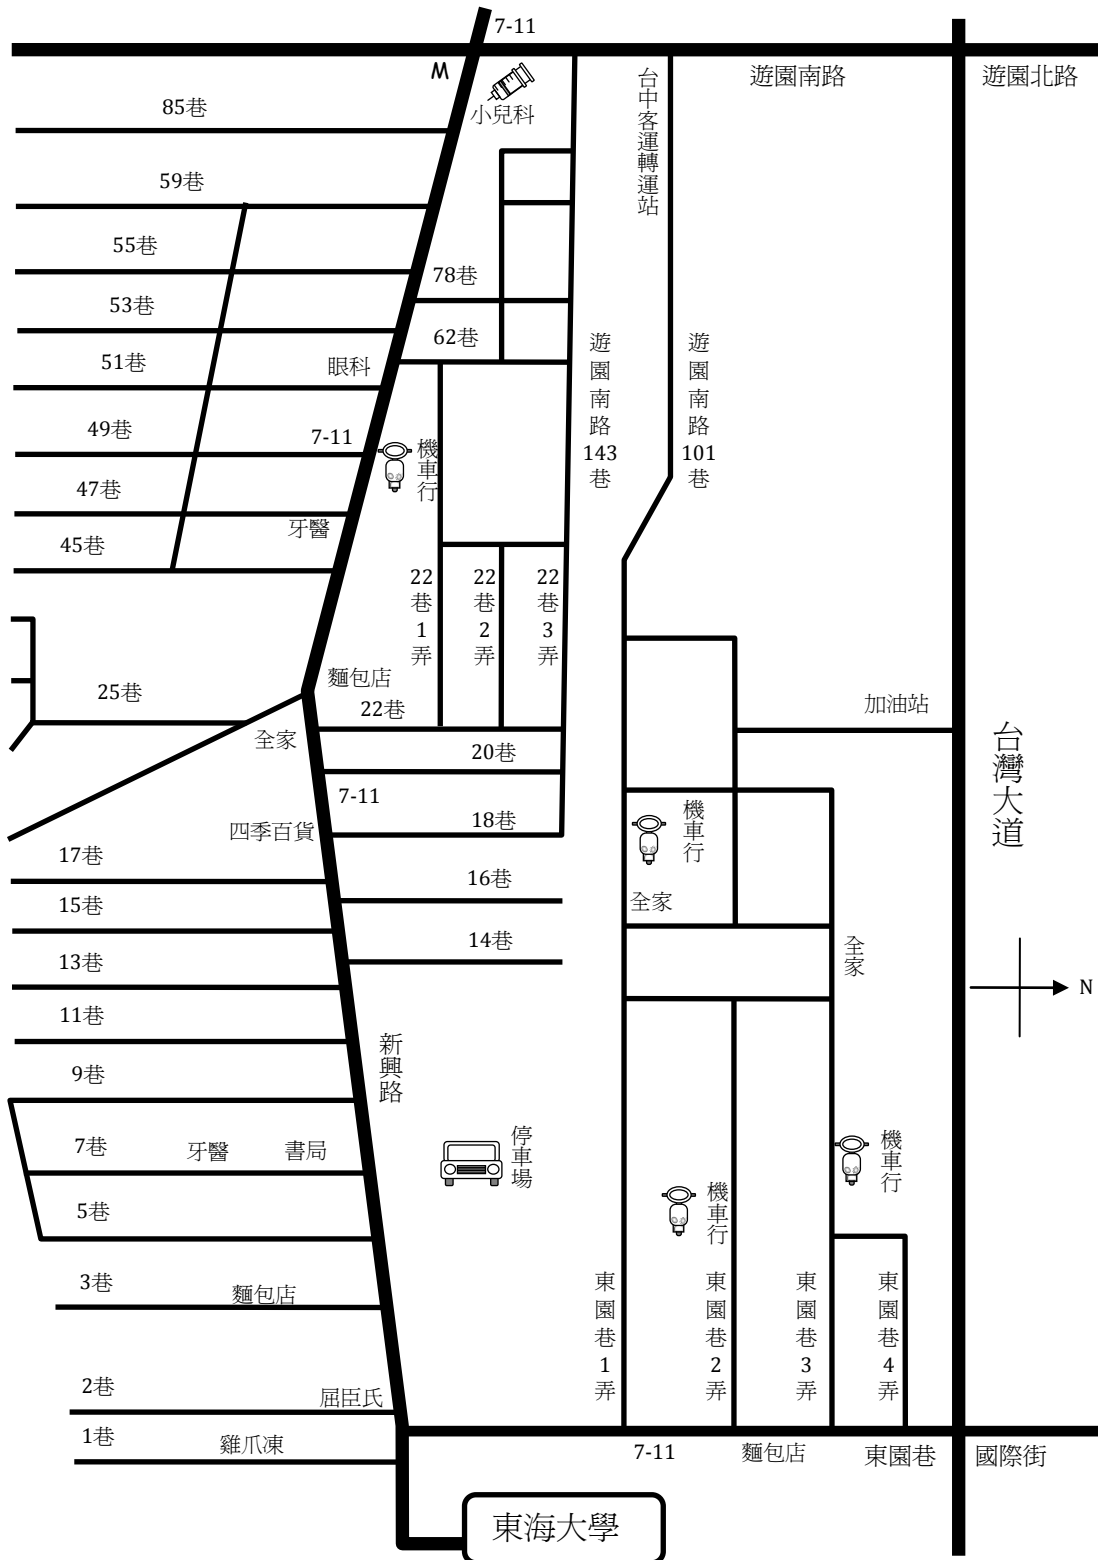 7-11
M
小兒科
台中客運轉運站
遊園南路
遊園北路
85巷
59巷
55巷
78巷
53巷
62巷
51巷
眼科
遊園南路143巷
遊園南路101巷
49巷
7-11
機車行
47巷
牙醫
45巷
22巷1弄
22巷2弄
22巷3弄
麵包店
25巷
22巷
加油站
全家
20巷
台灣大道
7-11
四季百貨
18巷
機車行
17巷
16巷
15巷
全家
14巷
13巷
全家
N
11巷
新興路
9巷
7巷
牙醫
書局
停車場
機車行
5巷
機車行
3巷
麵包店
東園巷1弄
東園巷2弄
東園巷3弄
東園巷4弄
2巷
屈臣氏
1巷
雞爪凍
7-11
麵包店
東園巷
國際街
東海大學